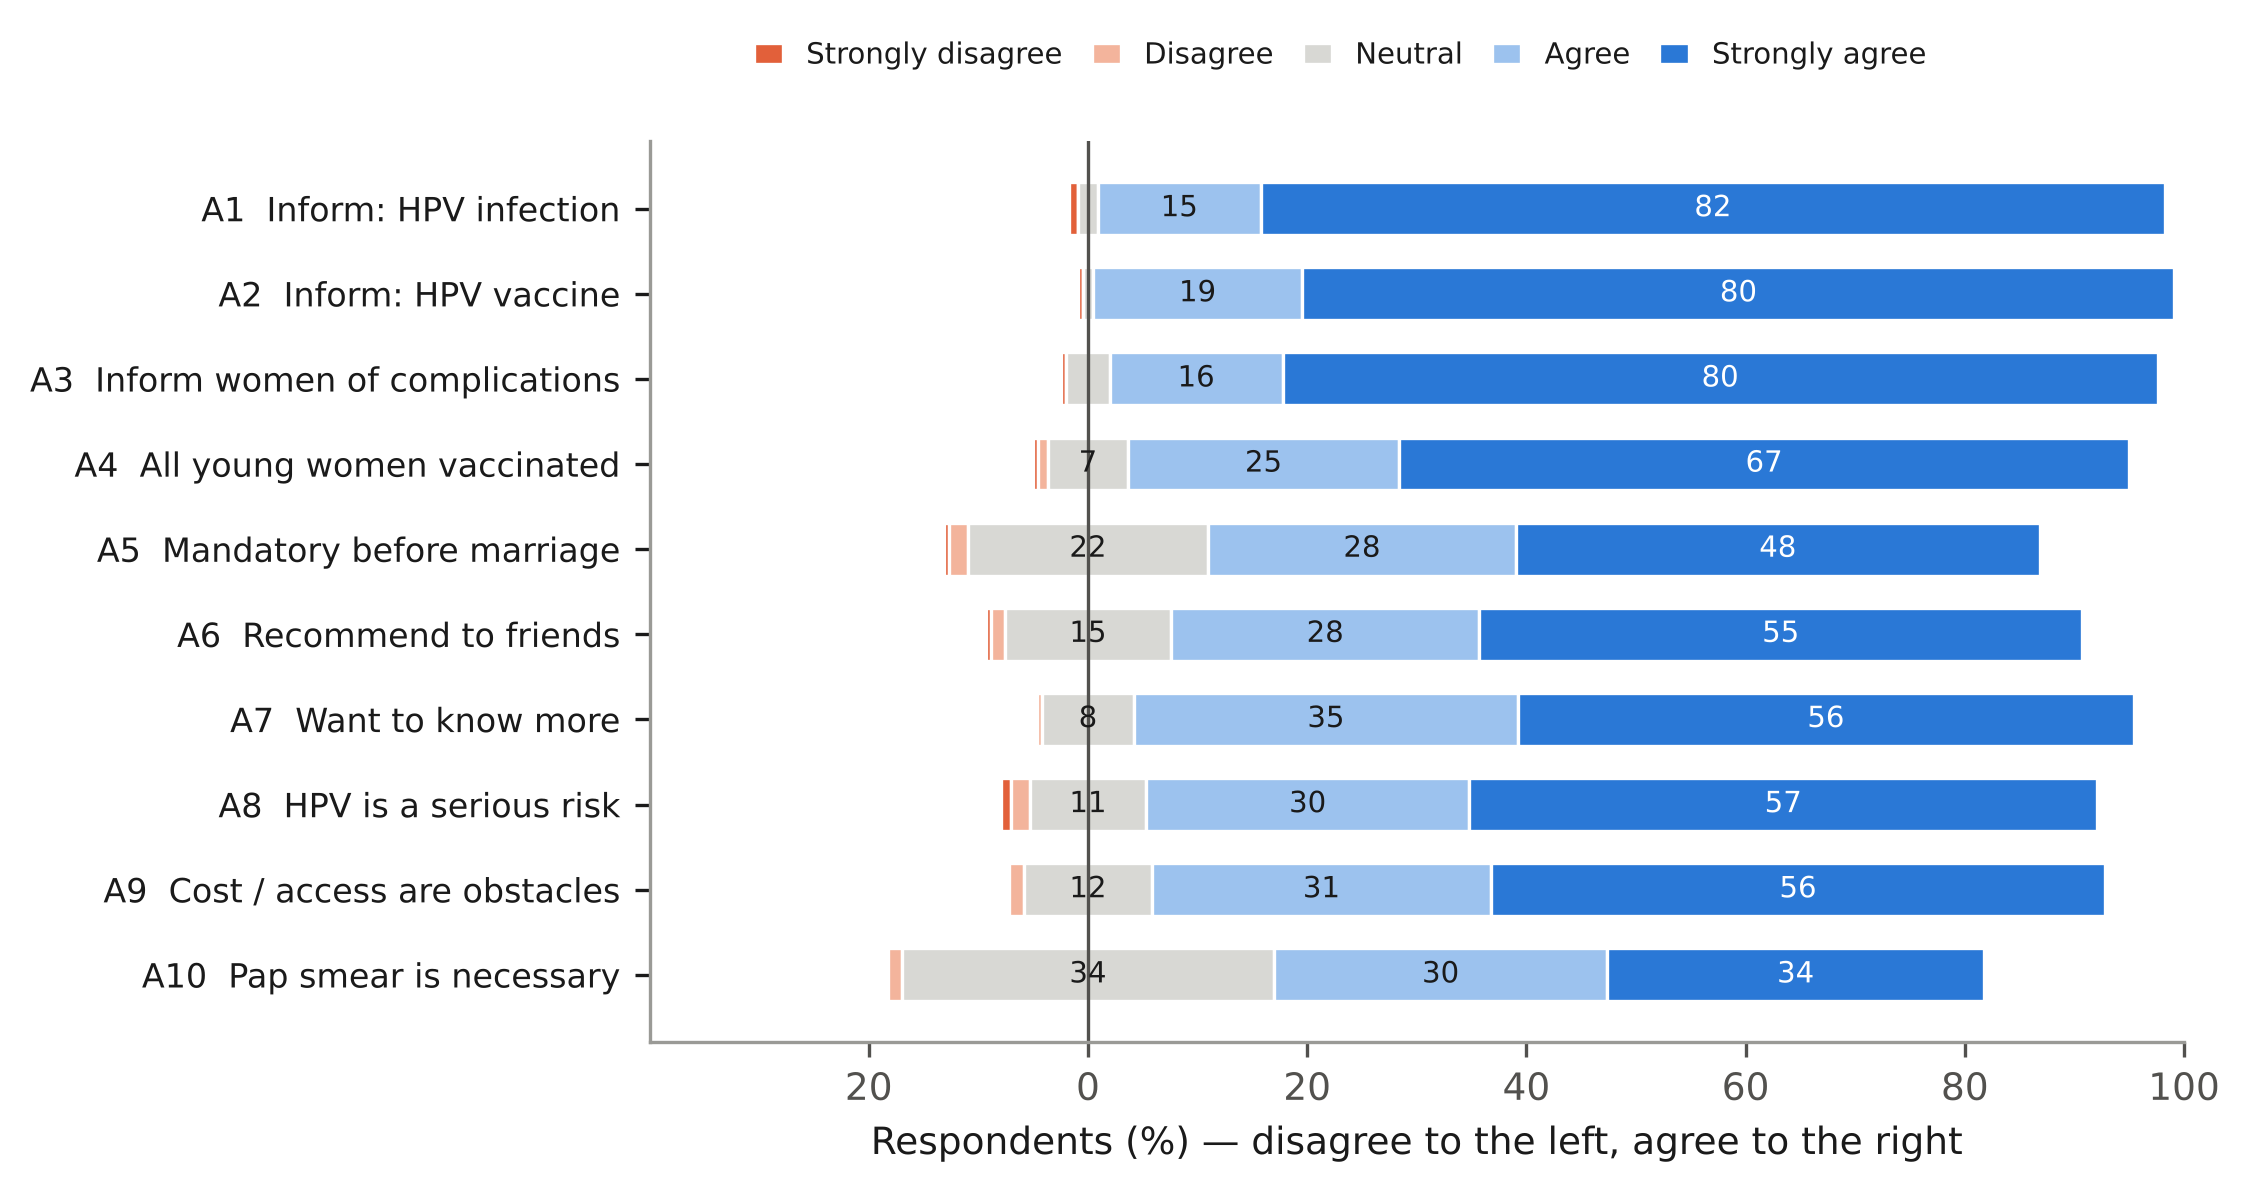 Strongly disagree Disagree Neutral Agree Strongly agree
A1 Inform: HPV infection 15 82
A2 Inform: HPV vaccine 19 80
A3 Inform women of complications 16 80
A4 All young women vaccinated 7 25 67
A5 Mandatory before marriage 22 28 48
A6 Recommend to friends 15 28 55
A7 Want to know more 8 35 56
A8 HPV is a serious risk 11 30 57
A9 Cost / access are obstacles 12 31 56
A10 Pap smear is necessary 34 30 34
20 0 20 40 60 80 100
Respondents (%) — disagree to the left, agree to the right